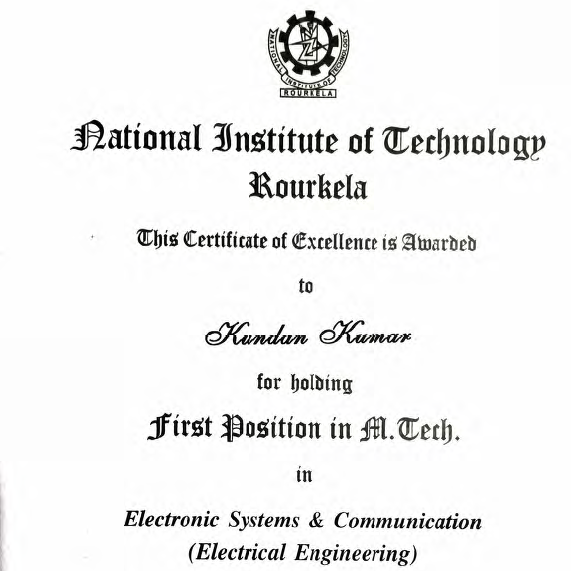 NATIONAL INSTITUTE OF TECHNOLOGY
ROURKELA
National Institute of Technology
Rourkela
This Certificate of Excellence is Awarded
to
Kundan Kumar
for holding
First Position in M.Tech.
in
Electronic Systems & Communication
(Electrical Engineering)